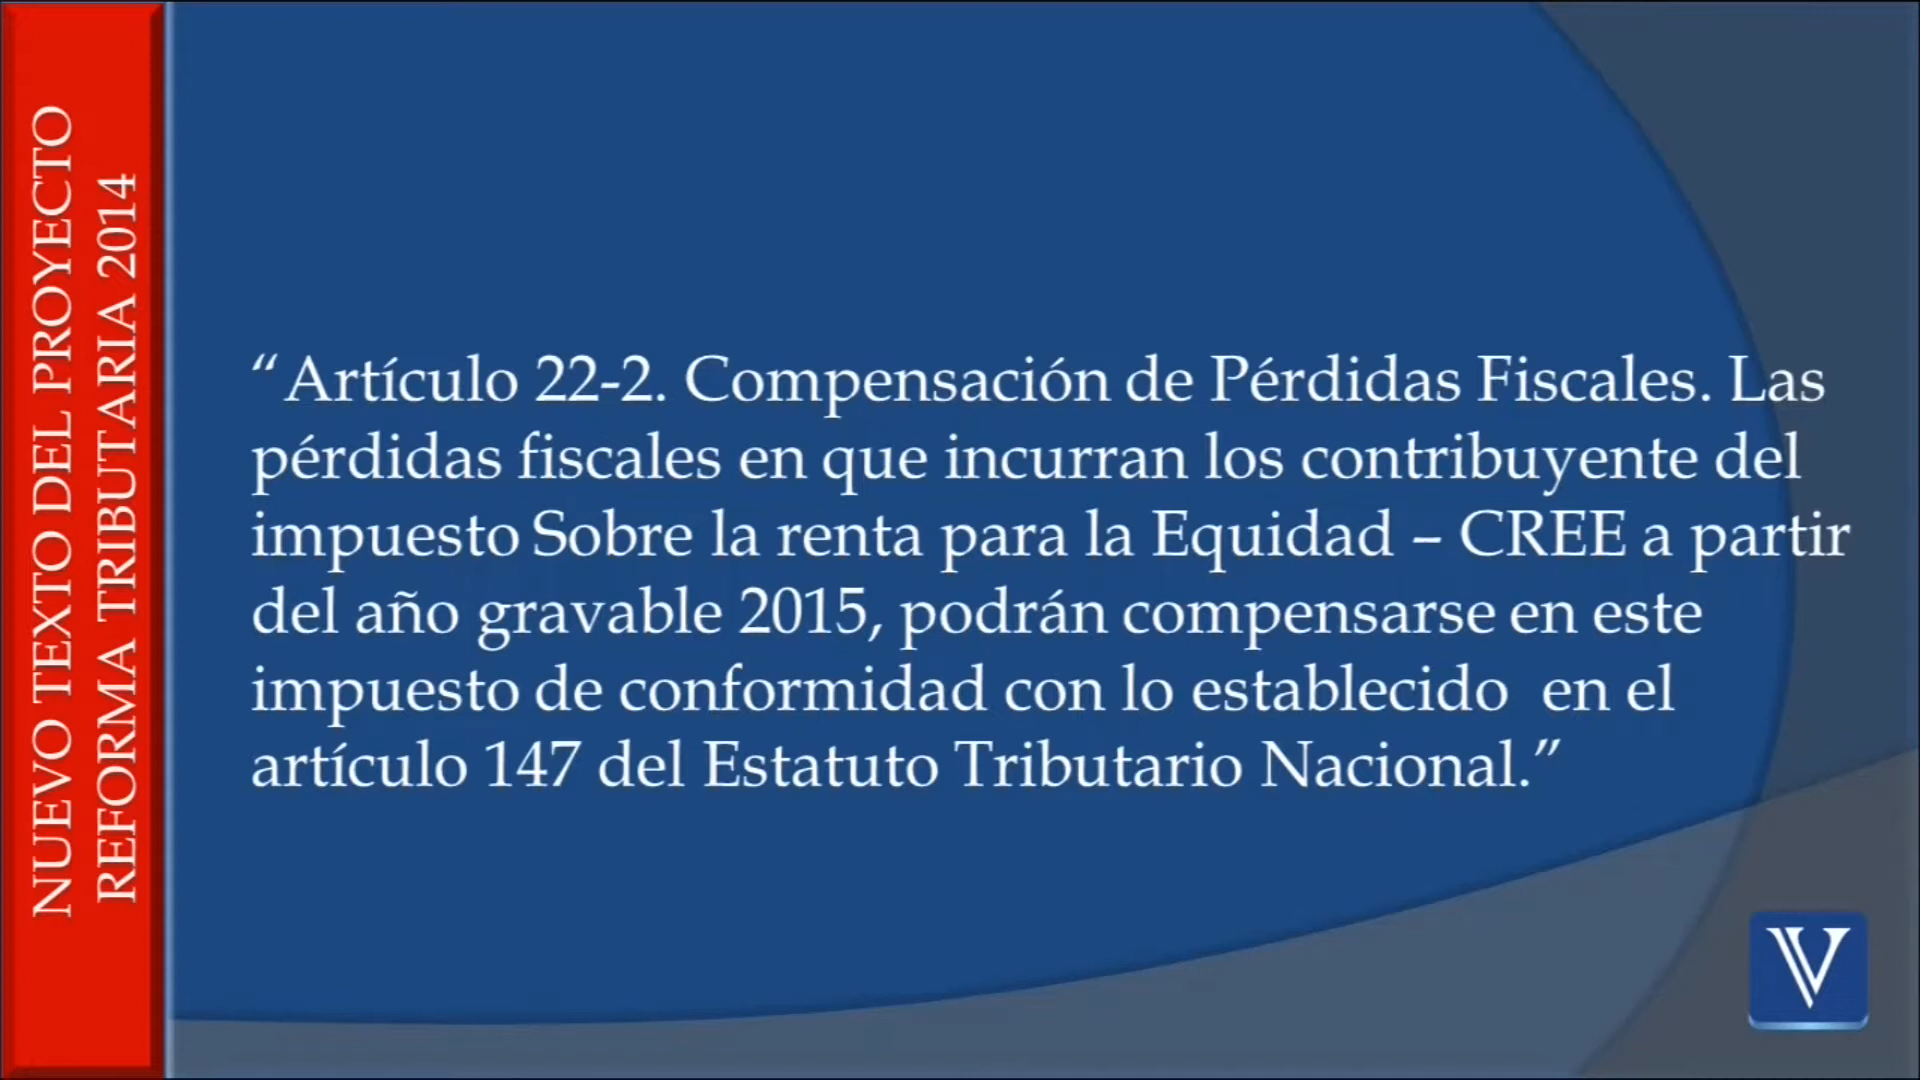 NUEVO TEXTO DEL PROYECTO
REFORMA TRIBUTARIA 2014
“Artículo 22-2. Compensación de Pérdidas Fiscales. Las
pérdidas fiscales en que incurran los contribuyente del
impuesto Sobre la renta para la Equidad – CREE a partir
del año gravable 2015, podrán compensarse en este
impuesto de conformidad con lo establecido  en el
artículo 147 del Estatuto Tributario Nacional.”
V